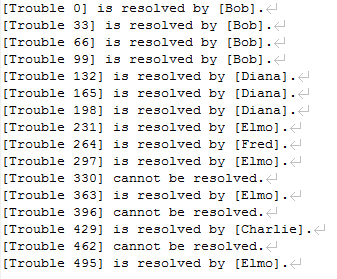 [Trouble 0] is resolved by [Bob].
[Trouble 33] is resolved by [Bob].
[Trouble 66] is resolved by [Bob].
[Trouble 99] is resolved by [Bob].
[Trouble 132] is resolved by [Diana].
[Trouble 165] is resolved by [Diana].
[Trouble 198] is resolved by [Diana].
[Trouble 231] is resolved by [Elmo].
[Trouble 264] is resolved by [Fred].
[Trouble 297] is resolved by [Elmo].
[Trouble 330] cannot be resolved.
[Trouble 363] is resolved by [Elmo].
[Trouble 396] cannot be resolved.
[Trouble 429] is resolved by [Charlie].
[Trouble 462] cannot be resolved.
[Trouble 495] is resolved by [Elmo].